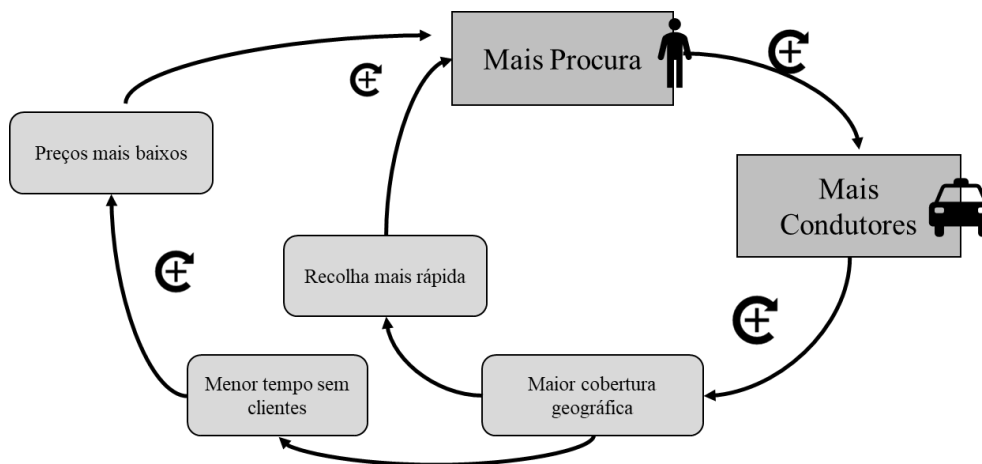 Mais Procura
Preços mais baixos
Mais
Condutores
Recolha mais rápida
Menor tempo sem
clientes
Maior cobertura
geográfica